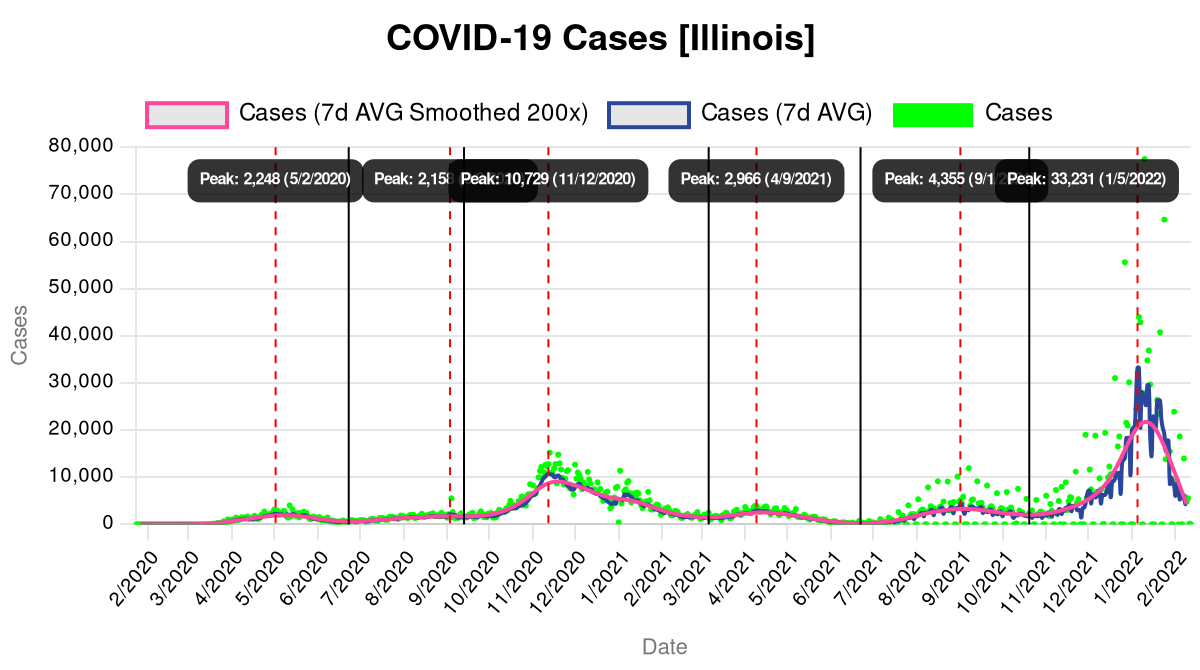 COVID-19 Cases [Illinois]
Cases (7d AVG Smoothed 200x)
Cases (7d AVG)
Cases
80,000
70,000
60,000
50,000
40,000
30,000
20,000
10,000
0
Cases
Peak: 2,248 (5/2/2020)
Peak: 2,158
Peak: 10,729 (11/12/2020)
Peak: 2,966 (4/9/2021)
Peak: 4,355 (9/1/2
Peak: 33,231 (1/5/2022)
2/2020
3/2020
4/2020
5/2020
6/2020
7/2020
8/2020
9/2020
10/2020
11/2020
12/2020
1/2021
2/2021
3/2021
4/2021
5/2021
6/2021
7/2021
8/2021
9/2021
10/2021
11/2021
12/2021
1/2022
2/2022
Date